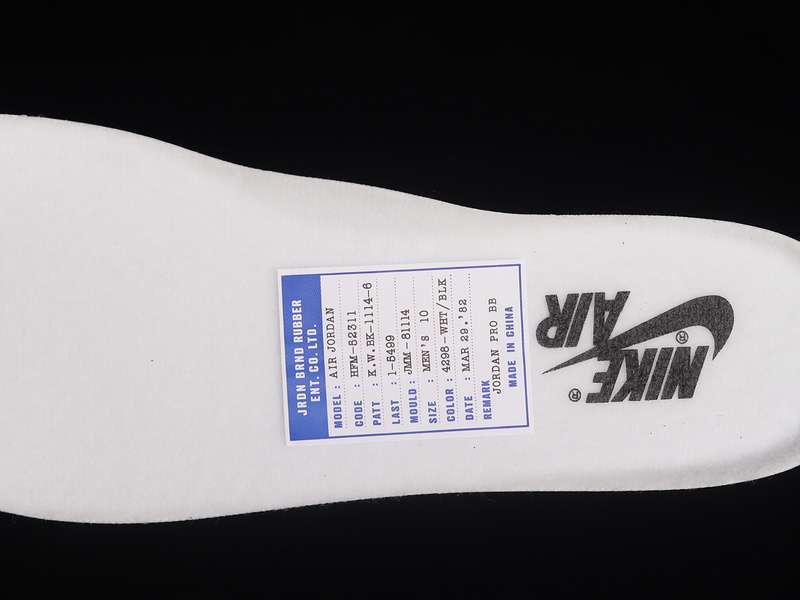 JRDN BRND RUBBER
ENT. CO. LTD.
MODEL : AIR JORDAN
CODE : HFM-52311
PATT : K.W.BK-1114-6
LAST : 1-5499
MOULD : JMM-81114
SIZE : MEN'S 10
COLOR : 4298-WHT/BLK
DATE : MAR 29.'82
REMARK
JORDAN PRO BB
MADE IN CHINA
NIKE®
AIR®